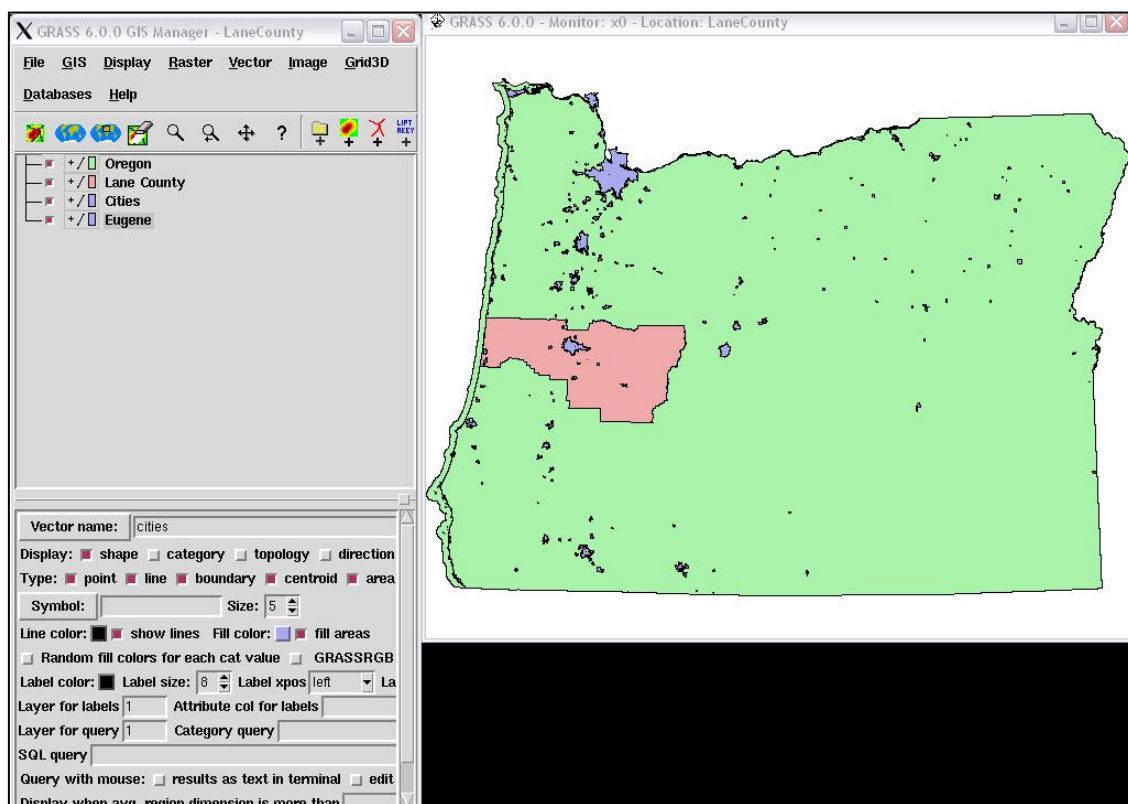 GRASS 6.0.0 GIS Manager - LaneCounty
GRASS 6.0.0 - Monitor: x0 - Location: LaneCounty
File GIS Display Raster Vector Image Grid3D
Databases Help
?
LIPT
RKEY
Oregon
Lane County
Cities
Eugene
Vector name: cities
Display: shape category topology direction
Type: point line boundary centroid area
Symbol: Size: 5
Line color: show lines Fill color: fill areas
Random fill colors for each cat value GRASSRGB
Label color: Label size: 8 Label xpos left La
Layer for labels 1 Attribute col for labels
Layer for query 1 Category query
SQL query
Query with mouse: results as text in terminal edit
Display when avg. region dimension is more than